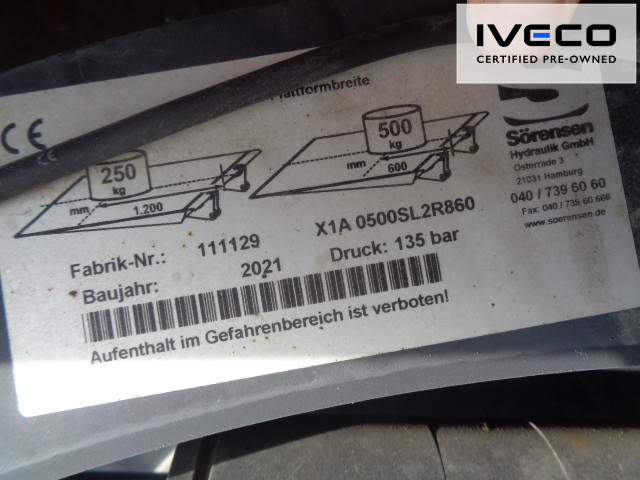 IVECO
CERTIFIED PRE-OWNED
Plattformbreite
CE
CE
250
kg
mm
1.200
500
kg
mm
600
Sörensen
Hydraulik GmbH
Osterrade 3
21031 Hamburg
040 / 739 60 60
Fax: 040 / 739 60 666
www.soerensen.de
Fabrik-Nr.: 111129 X1A 0500SL2R860
Baujahr: 2021 Druck: 135 bar
Aufenthalt im Gefahrenbereich ist verboten!